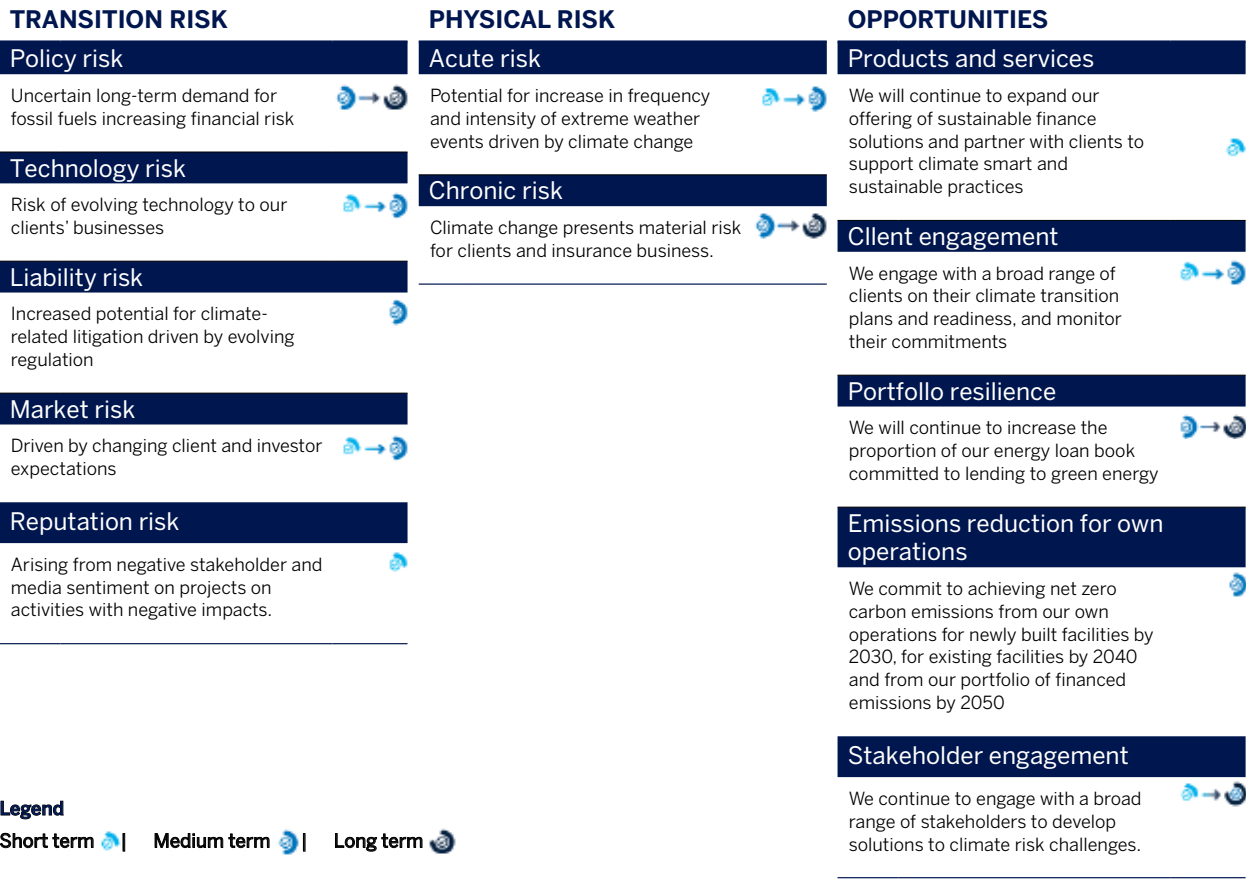 TRANSITION RISK
Policy risk
Uncertain long-term demand for
fossil fuels increasing financial risk
Technology risk
Risk of evolving technology to our
clients' businesses
Liability risk
Increased potential for climate-
related litigation driven by evolving
regulation
Market risk
Driven by changing client and investor
expectations
Reputation risk
Arising from negative stakeholder and
media sentiment on projects on
activities with negative impacts.
PHYSICAL RISK
Acute risk
Potential for increase in frequency
and intensity of extreme weather
events driven by climate change
Chronic risk
Climate change presents material risk
for clients and insurance business.
OPPORTUNITIES
Products and services
We will continue to expand our
offering of sustainable finance
solutions and partner with clients to
support climate smart and
sustainable practices
Cllent engagement
We engage with a broad range of
clients on their climate transition
plans and readiness, and monitor
their commitments
Portfollo resilience
We will continue to increase the
proportion of our energy loan book
committed to lending to green energy
Emissions reduction for own
operations
We commit to achieving net zero
carbon emissions from our own
operations for newly built facilities by
2030, for existing facilities by 2040
and from our portfolio of financed
emissions by 2050
Stakeholder engagement
We continue to engage with a broad
range of stakeholders to develop
solutions to climate risk challenges.
Legend
Short term | Medium term | Long term